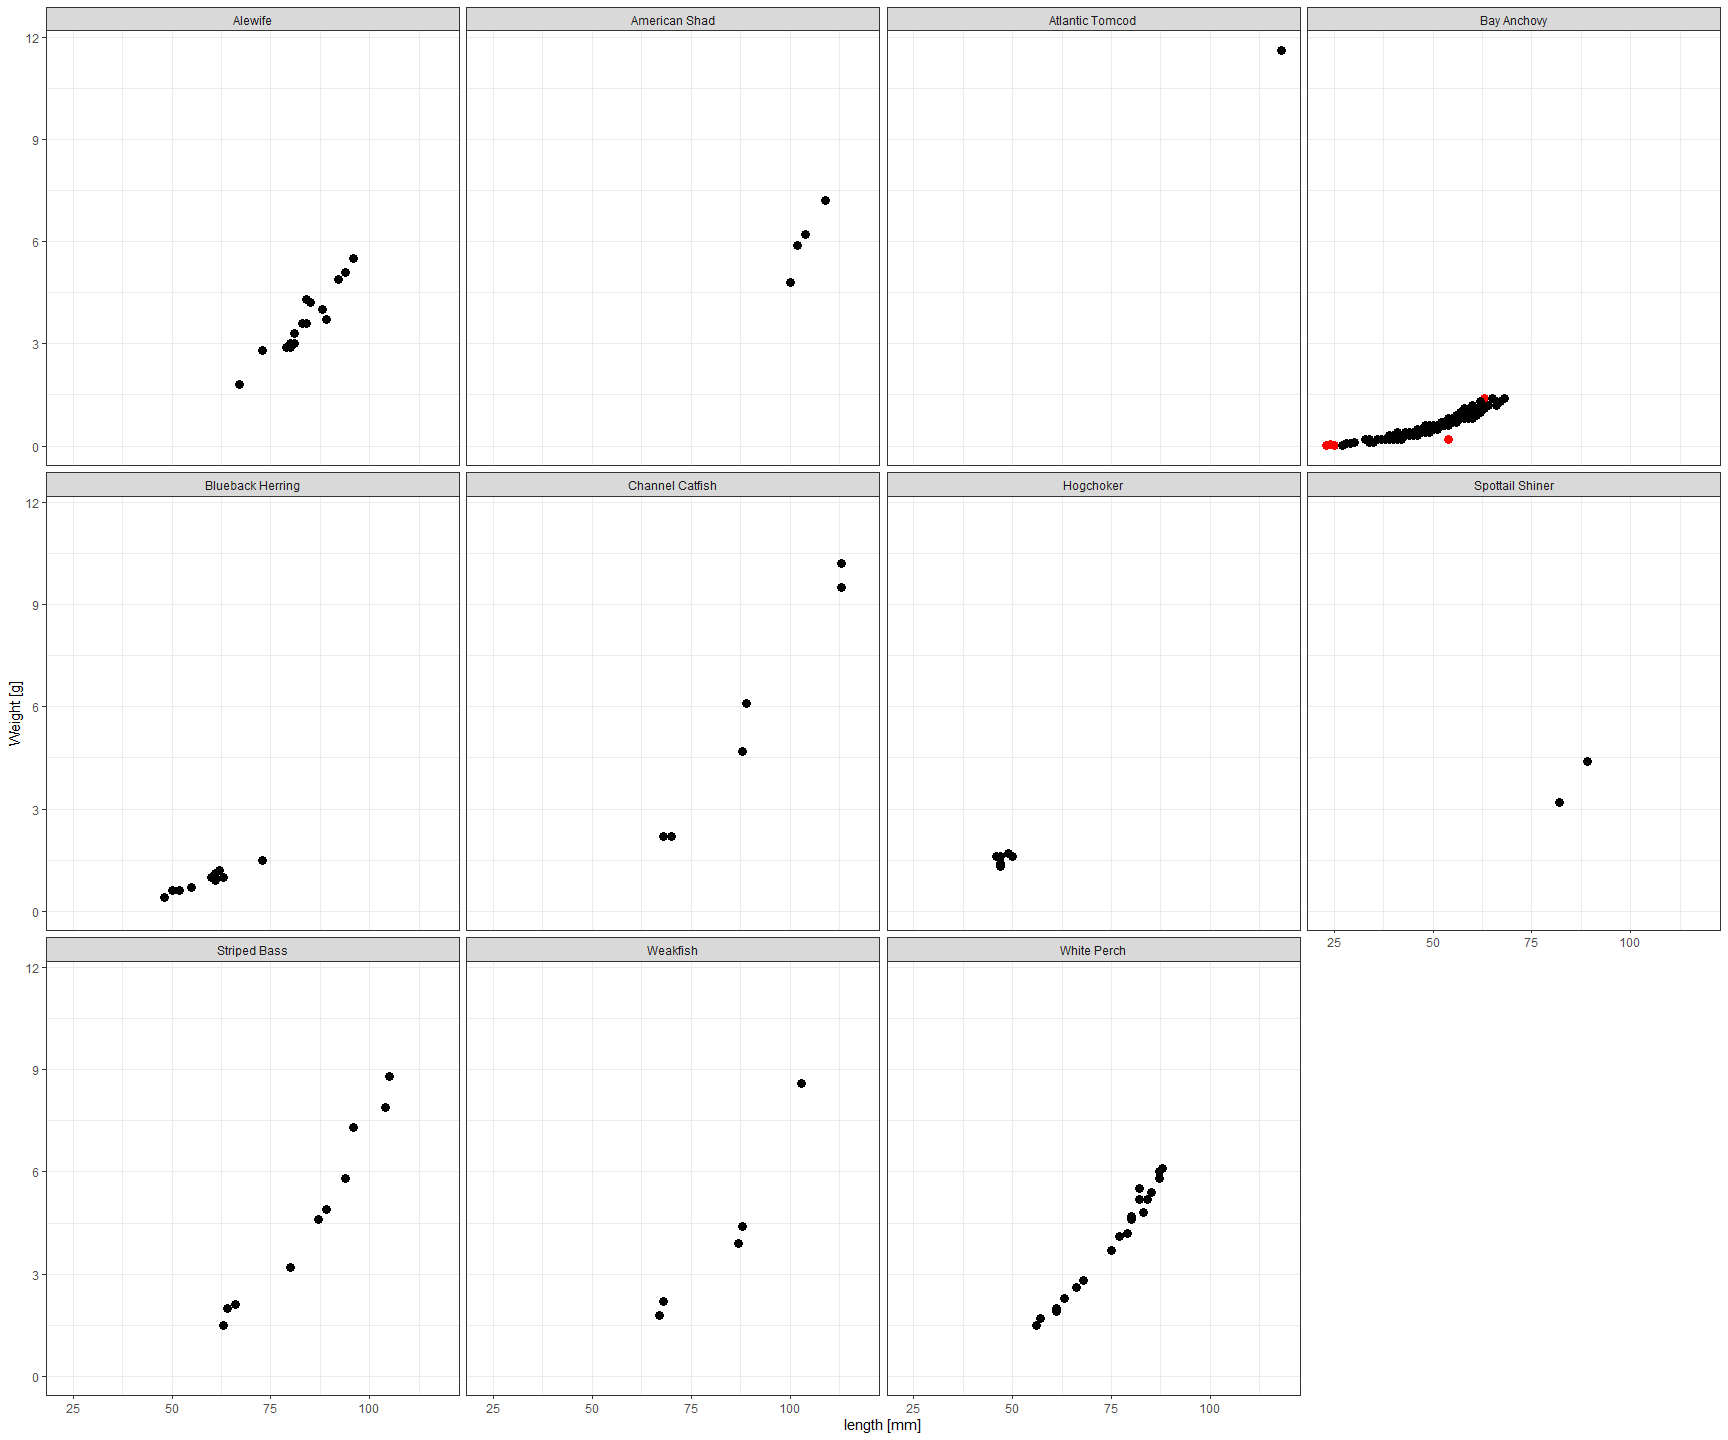 Alewife American Shad Atlantic Tomcod Bay Anchovy
12
9
6
3
0
Blueback Herring Channel Catfish Hogchoker Spottail Shiner
12
9
6
3
0
25 50 75 100
Weight [g]
Striped Bass Weakfish White Perch
12
9
6
3
0
25 50 75 100 25 50 75 100 25 50 75 100
length [mm]